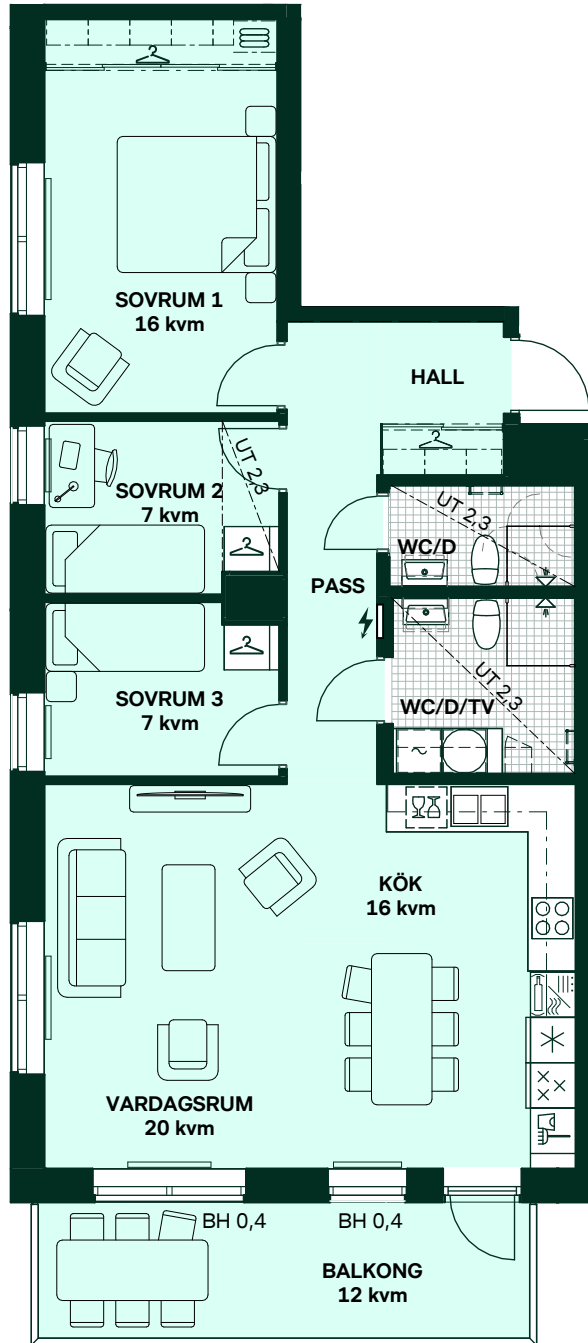 SOVRUM 1
16 kvm
HALL
SOVRUM 2
7 kvm
UT 2,3
UT 2,3
WC/D
PASS
SOVRUM 3
7 kvm
UT 2,3
WC/D/TV
KÖK
16 kvm
VARDAGSRUM
20 kvm
BH 0,4
BH 0,4
BALKONG
12 kvm